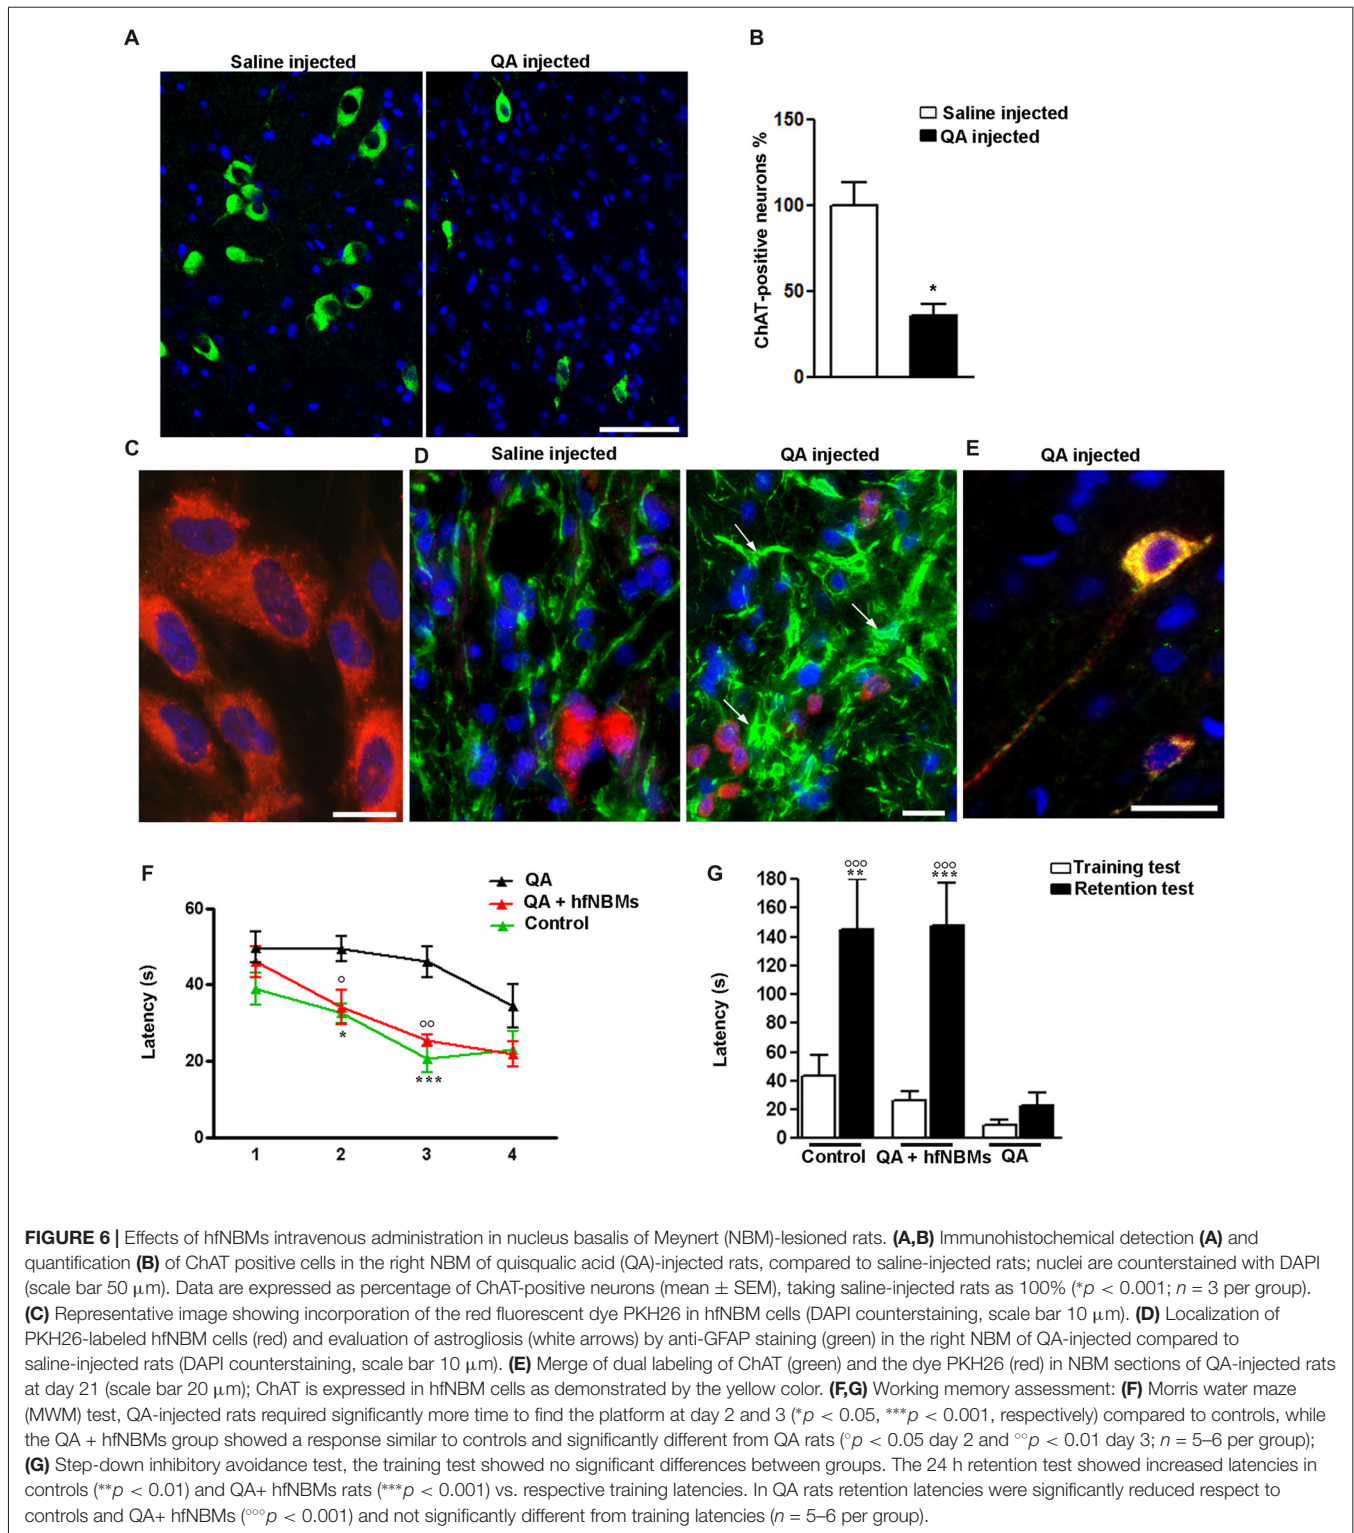 A
Saline injected
QA injected
B
Saline injected
QA injected
ChAT-positive neurons %
150
100
50
0
*
C
D
Saline injected
QA injected
E
QA injected
F
QA
QA + hfNBMs
Control
Latency (s)
60
40
20
0
°
*
°°
***
1 2 3 4
G
Training test
Retention test
Latency (s)
180
160
140
120
100
80
60
40
20
0
°°°
**
°°°
***
Control QA + hfNBMs QA
FIGURE 6 | Effects of hfNBMs intravenous administration in nucleus basalis of Meynert (NBM)-lesioned rats. (A,B) Immunohistochemical detection (A) and
quantification (B) of ChAT positive cells in the right NBM of quisqualic acid (QA)-injected rats, compared to saline-injected rats; nuclei are counterstained with DAPI
(scale bar 50 μm). Data are expressed as percentage of ChAT-positive neurons (mean ± SEM), taking saline-injected rats as 100% (*p < 0.001; n = 3 per group).
(C) Representative image showing incorporation of the red fluorescent dye PKH26 in hfNBM cells (DAPI counterstaining, scale bar 10 μm). (D) Localization of
PKH26-labeled hfNBM cells (red) and evaluation of astrogliosis (white arrows) by anti-GFAP staining (green) in the right NBM of QA-injected compared to
saline-injected rats (DAPI counterstaining, scale bar 10 μm). (E) Merge of dual labeling of ChAT (green) and the dye PKH26 (red) in NBM sections of QA-injected rats
at day 21 (scale bar 20 μm); ChAT is expressed in hfNBM cells as demonstrated by the yellow color. (F,G) Working memory assessment: (F) Morris water maze
(MWM) test, QA-injected rats required significantly more time to find the platform at day 2 and 3 (*p < 0.05, ***p < 0.001, respectively) compared to controls, while
the QA + hfNBMs group showed a response similar to controls and significantly different from QA rats (°p < 0.05 day 2 and °°p < 0.01 day 3; n = 5–6 per group);
(G) Step-down inhibitory avoidance test, the training test showed no significant differences between groups. The 24 h retention test showed increased latencies in
controls (**p < 0.01) and QA+ hfNBMs rats (***p < 0.001) vs. respective training latencies. In QA rats retention latencies were significantly reduced respect to
controls and QA+ hfNBMs (°°°p < 0.001) and not significantly different from training latencies (n = 5–6 per group).